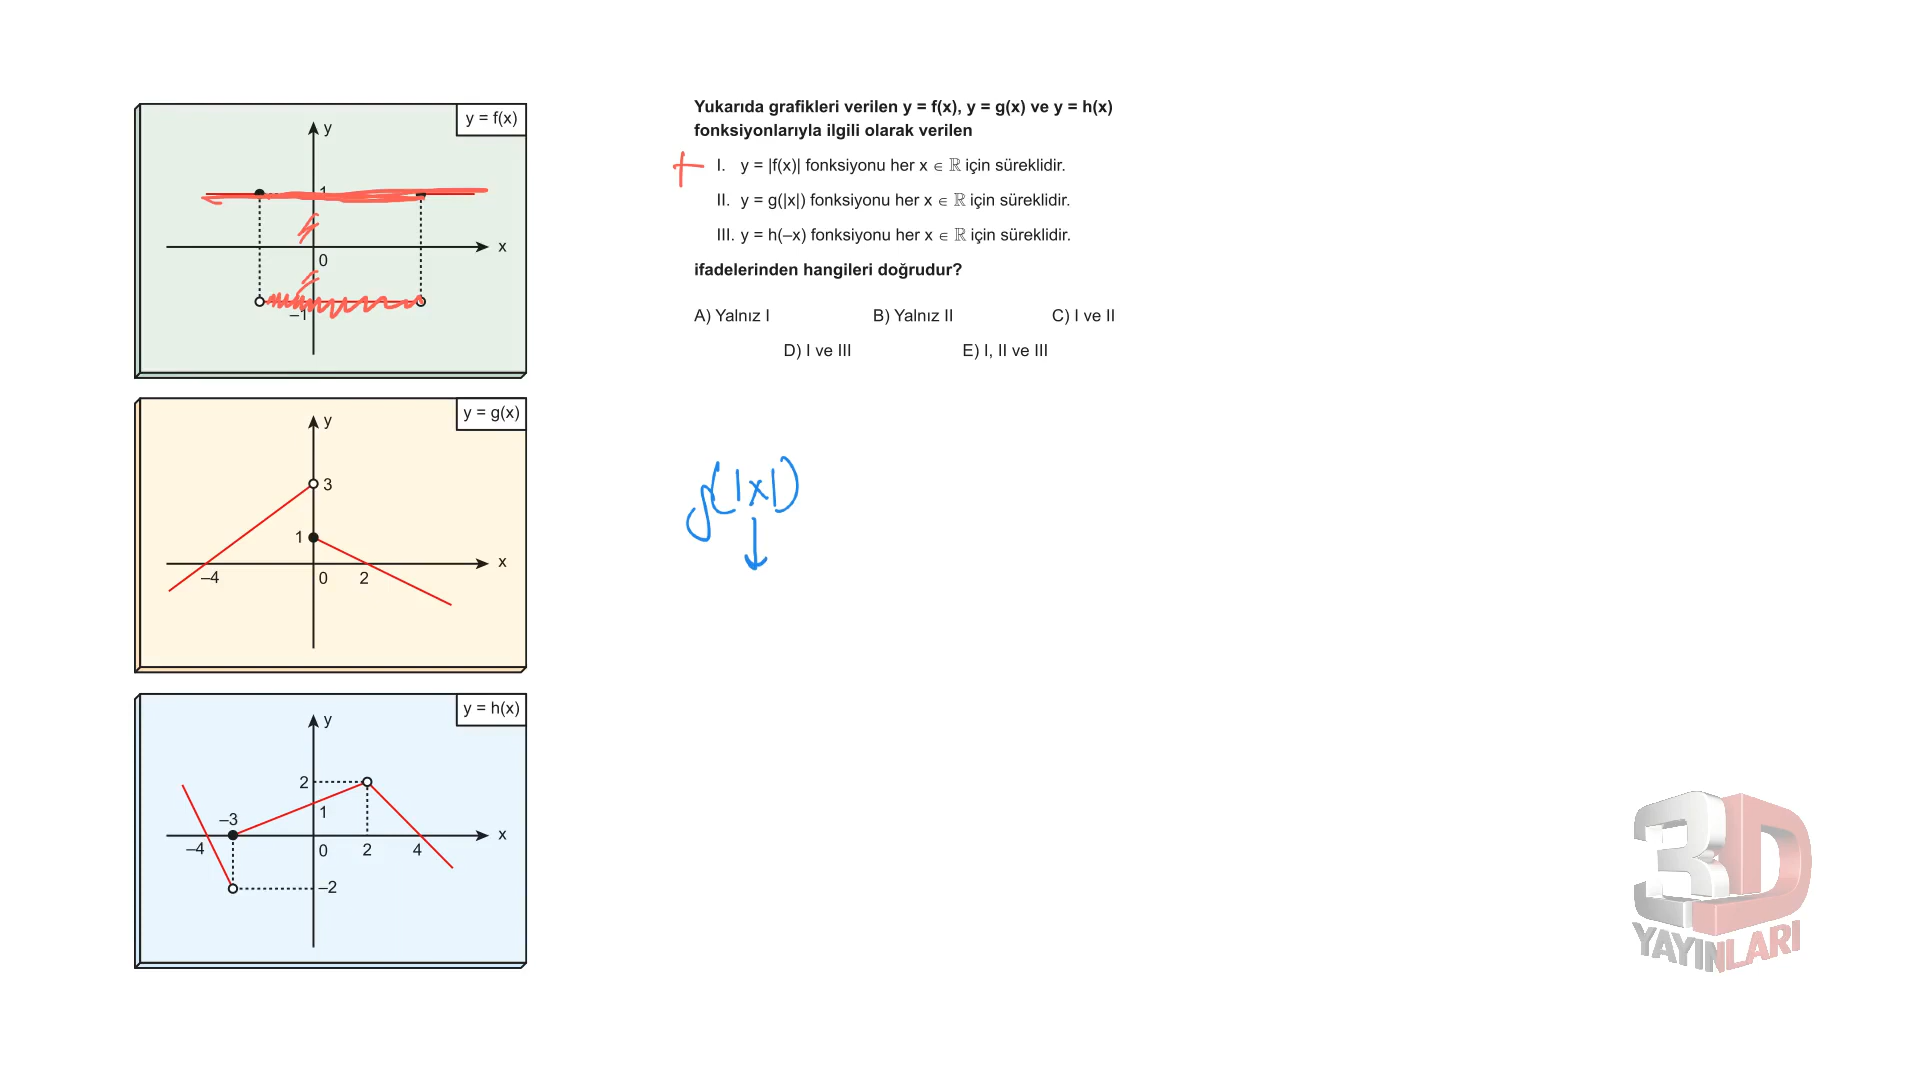 y = f(x)
y
1
x
0
–1
y = g(x)
y
3
1
x
–4
0
2
y = h(x)
y
2
1
–3
x
–4
0
2
4
–2
Yukarıda grafikleri verilen y = f(x), y = g(x) ve y = h(x)
fonksiyonlarıyla ilgili olarak verilen
I. y = |f(x)| fonksiyonu her x ∈ ℝ için süreklidir.
II. y = g(|x|) fonksiyonu her x ∈ ℝ için süreklidir.
III. y = h(–x) fonksiyonu her x ∈ ℝ için süreklidir.
ifadelerinden hangileri doğrudur?
A) Yalnız I B) Yalnız II C) I ve II
D) I ve III E) I, II ve III
g(|x|)
3D
YAYINLARI